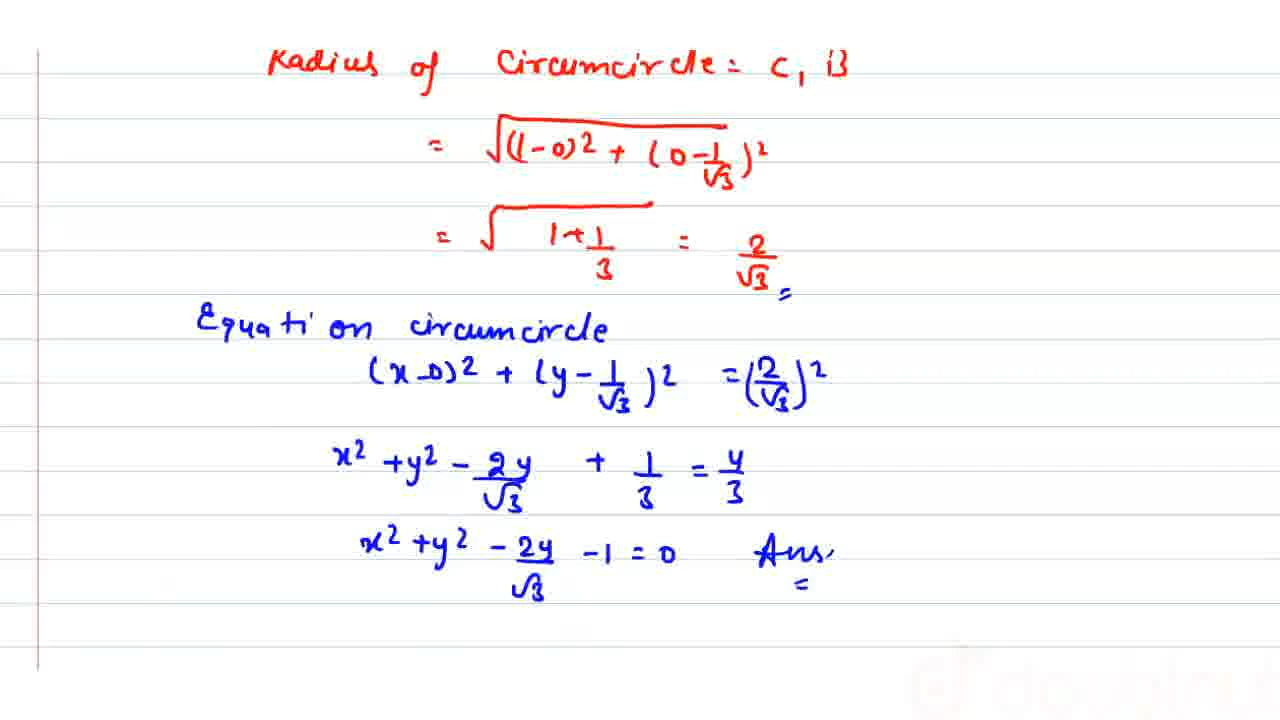 Radius of Circumcircle = C, B
= √((1-0)² + (0 - 1/√3)²
= √(1 + 1/3) = 2/√3
Equation circumcircle
(x-0)² + (y - 1/√3)² = (2/√3)²
x² + y² - 2y/√3 + 1/3 = 4/3
x² + y² - 2y/√3 - 1 = 0 Ans.